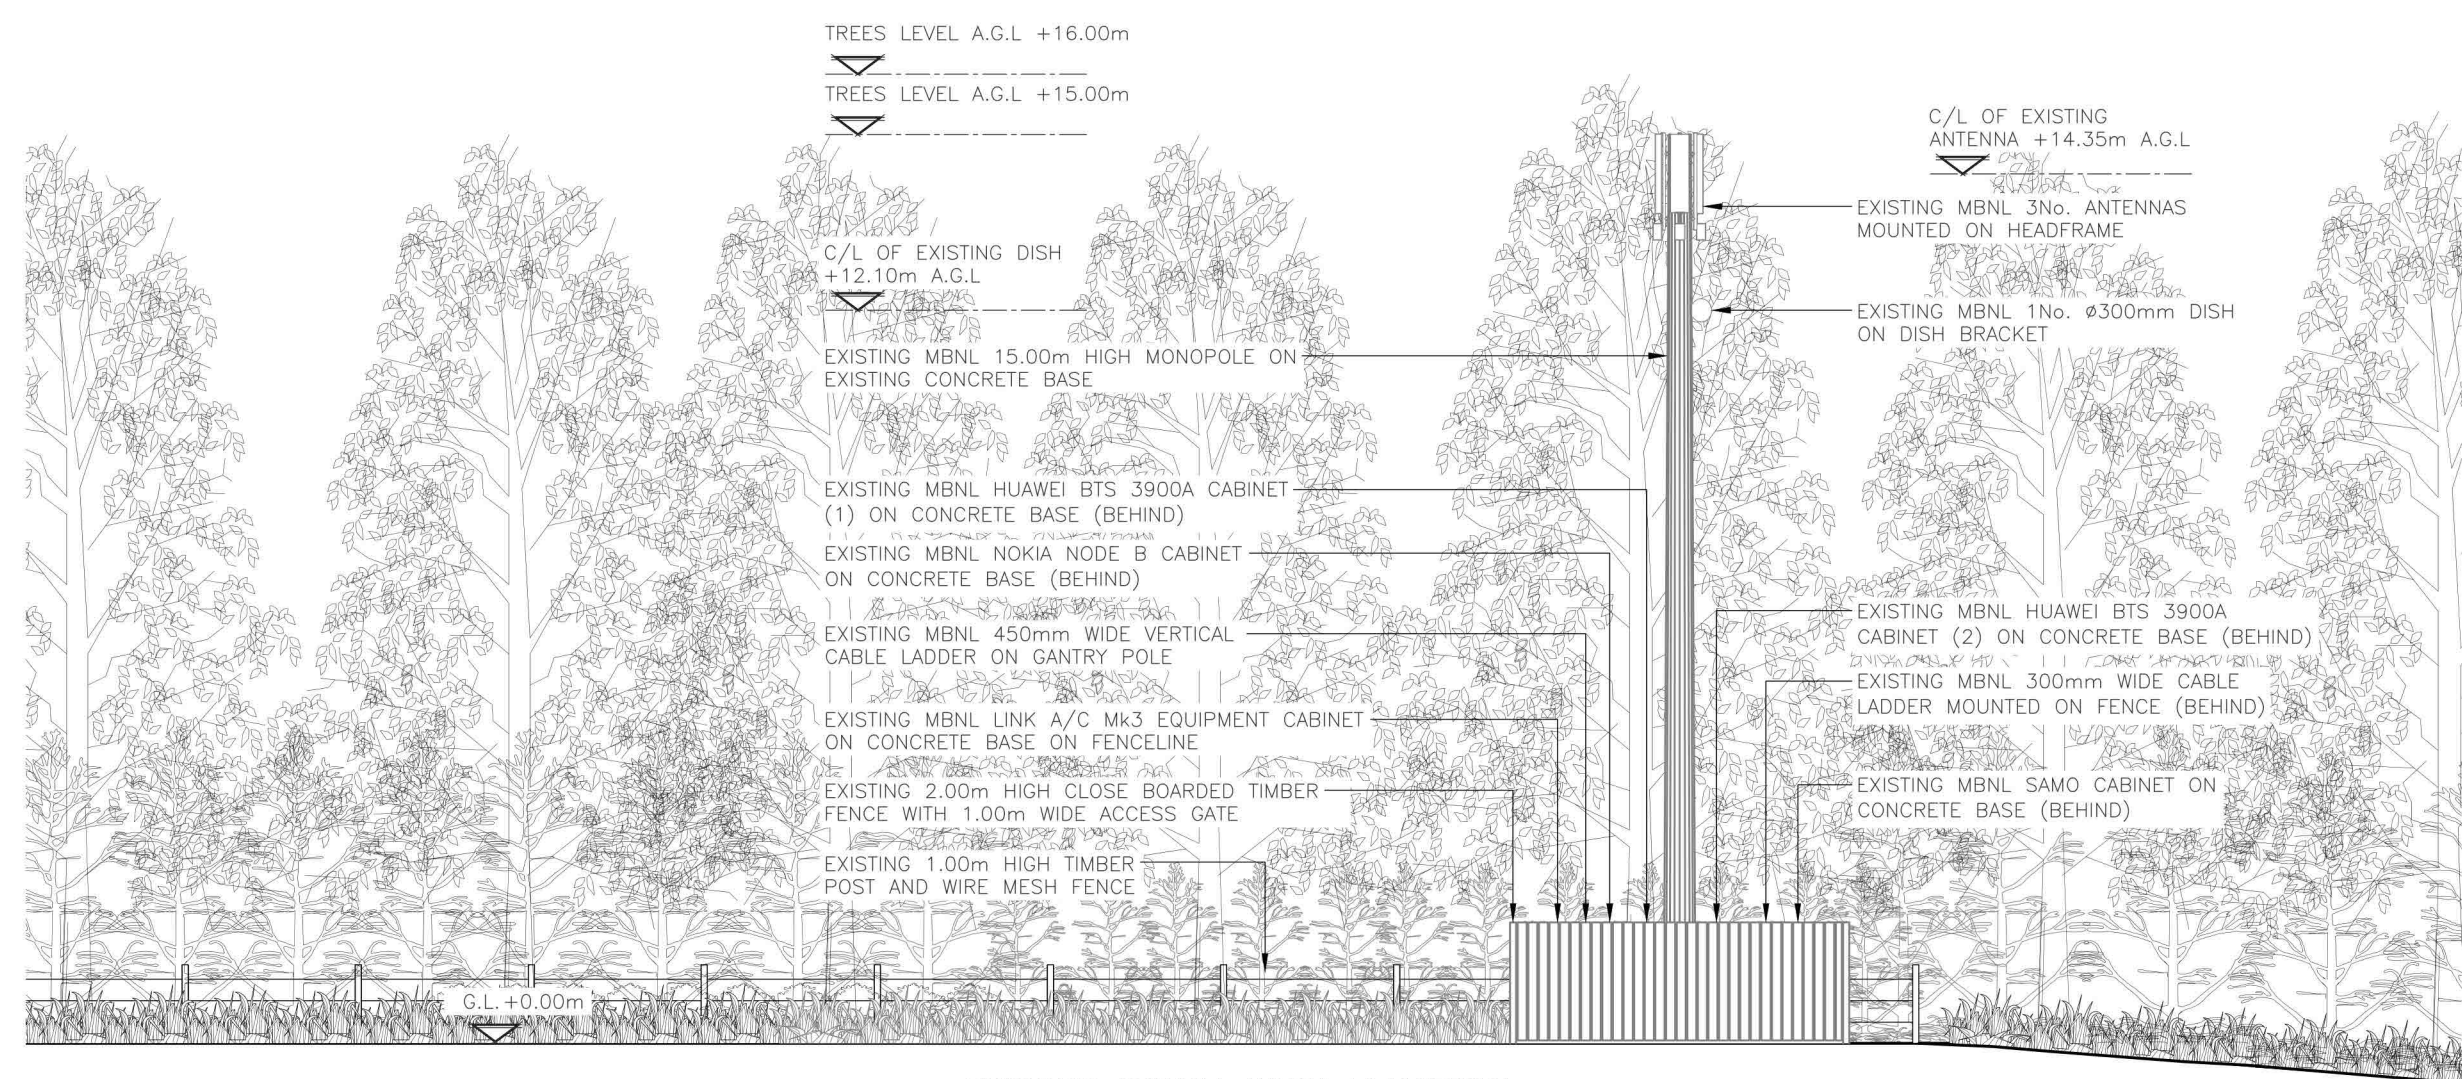 TREES LEVEL A.G.L +16.00m
TREES LEVEL A.G.L +15.00m
C/L OF EXISTING DISH
+12.10m A.G.L
EXISTING MBNL 15.00m HIGH MONOPOLE ON
EXISTING CONCRETE BASE
EXISTING MBNL HUAWEI BTS 3900A CABINET
(1) ON CONCRETE BASE (BEHIND)
EXISTING MBNL NOKIA NODE B CABINET
ON CONCRETE BASE (BEHIND)
EXISTING MBNL 450mm WIDE VERTICAL
CABLE LADDER ON GANTRY POLE
EXISTING MBNL LINK A/C Mk3 EQUIPMENT CABINET
ON CONCRETE BASE ON FENCELINE
EXISTING 2.00m HIGH CLOSE BOARDED TIMBER
FENCE WITH 1.00m WIDE ACCESS GATE
EXISTING 1.00m HIGH TIMBER
POST AND WIRE MESH FENCE
G.L. +0.00m
C/L OF EXISTING
ANTENNA +14.35m A.G.L
EXISTING MBNL 3No. ANTENNAS
MOUNTED ON HEADFRAME
EXISTING MBNL 1No. Ø300mm DISH
ON DISH BRACKET
EXISTING MBNL HUAWEI BTS 3900A
CABINET (2) ON CONCRETE BASE (BEHIND)
EXISTING MBNL 300mm WIDE CABLE
LADDER MOUNTED ON FENCE (BEHIND)
EXISTING MBNL SAMO CABINET ON
CONCRETE BASE (BEHIND)